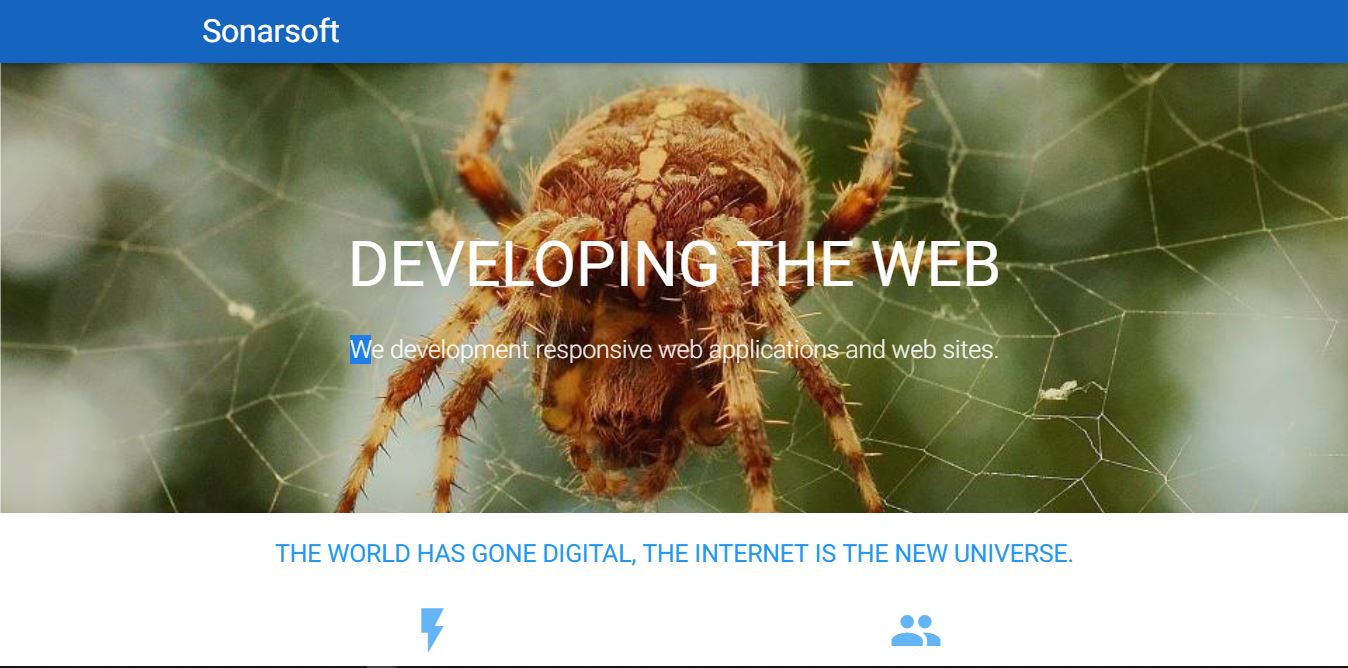 Sonarsoft
DEVELOPING THE WEB
We development responsive web applications and web sites.
THE WORLD HAS GONE DIGITAL, THE INTERNET IS THE NEW UNIVERSE.